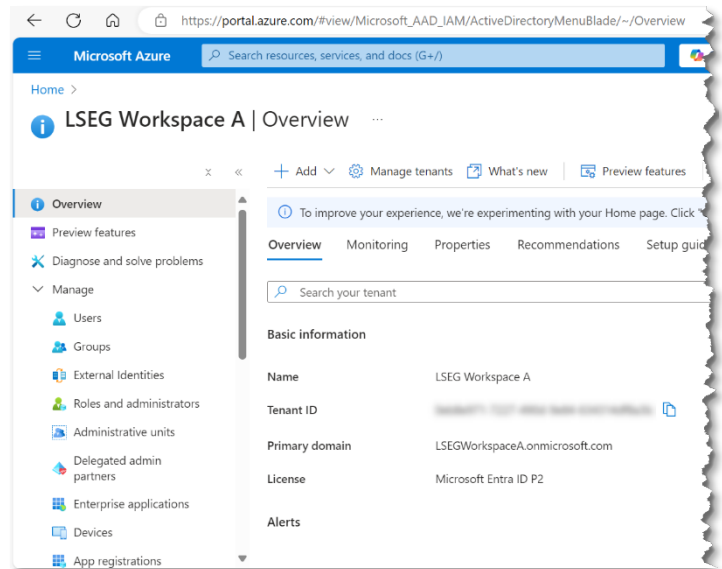 https://portal.azure.com/#view/Microsoft_AAD_IAM/ActiveDirectoryMenuBlade/~/Overview
Microsoft Azure
Search resources, services, and docs (G+/)
Home >
LSEG Workspace A | Overview ...
+ Add Manage tenants What's new Preview features
Overview
Preview features
Diagnose and solve problems
Manage
Users
Groups
External Identities
Roles and administrators
Administrative units
Delegated admin
partners
Enterprise applications
Devices
App registrations
To improve your experience, we're experimenting with your Home page. Click "
Overview Monitoring Properties Recommendations Setup guid
Search your tenant
Basic information
Name LSEG Workspace A
Tenant ID
Primary domain LSEGWorkspaceA.onmicrosoft.com
License Microsoft Entra ID P2
Alerts